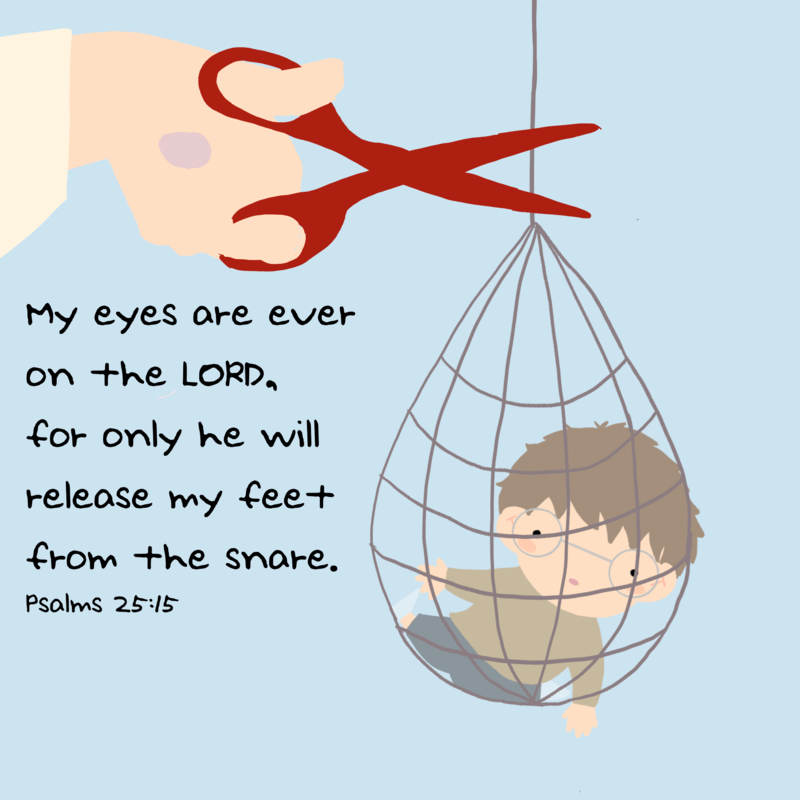 My eyes are ever
on the LORD,
for only he will
release my feet
from the snare.
Psalms 25:15